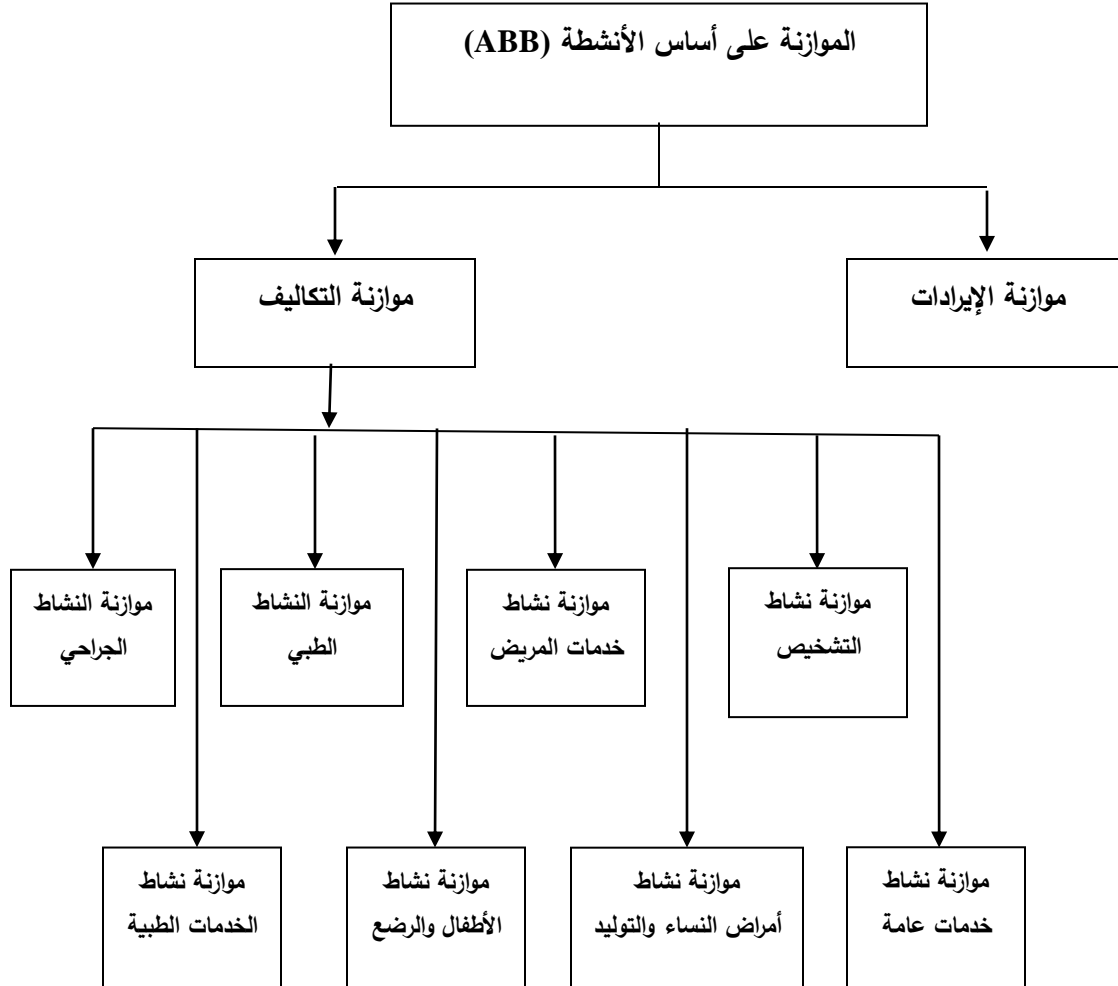 الموازنة على أساس الأنشطة (ABB)
موازنة الإيرادات
موازنة التكاليف
موازنة نشاط
التشخيص
موازنة نشاط
خدمات المريض
موازنة النشاط
الطبي
موازنة النشاط
الجراحي
موازنة نشاط
خدمات عامة
موازنة نشاط
أمراض النساء والتوليد
موازنة نشاط
الأطفال والرضع
موازنة نشاط
الخدمات الطبية